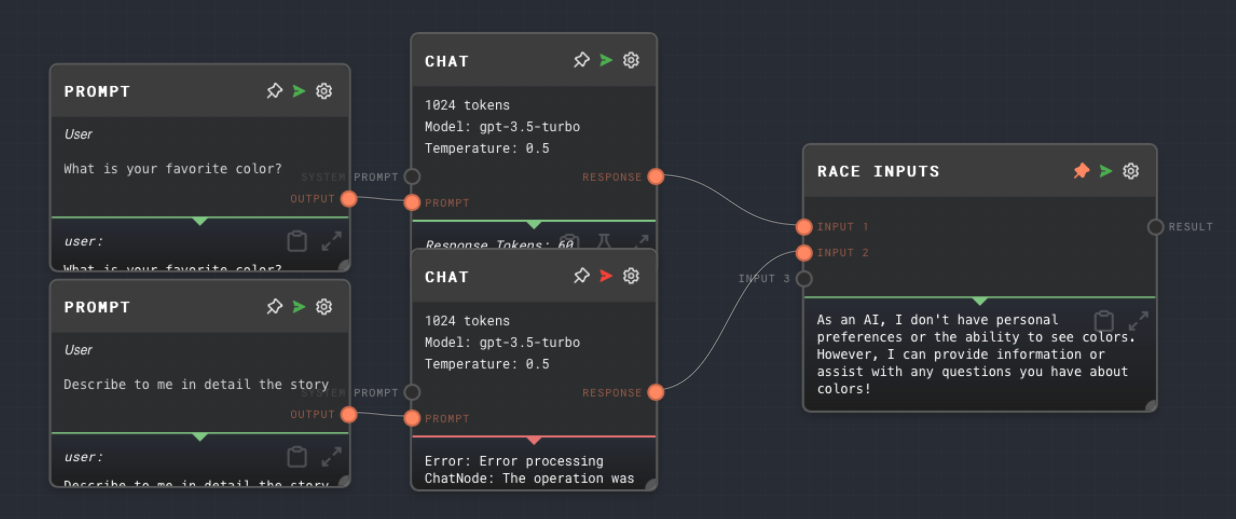 PROMPT
User
What is your favorite color?
OUTPUT
user:
What is your favorite color?
CHAT
1024 tokens
Model: gpt-3.5-turbo
Temperature: 0.5
SYSTEM PROMPT
RESPONSE
PROMPT
Response Tokens: 60
PROMPT
User
Describe to me in detail the story
OUTPUT
user:
Describe to me in detail the story
CHAT
1024 tokens
Model: gpt-3.5-turbo
Temperature: 0.5
SYSTEM PROMPT
RESPONSE
PROMPT
Error: Error processing
ChatNode: The operation was
RACE INPUTS
INPUT 1
INPUT 2
INPUT 3
RESULT
As an AI, I don't have personal
preferences or the ability to see colors.
However, I can provide information or
assist with any questions you have about
colors!